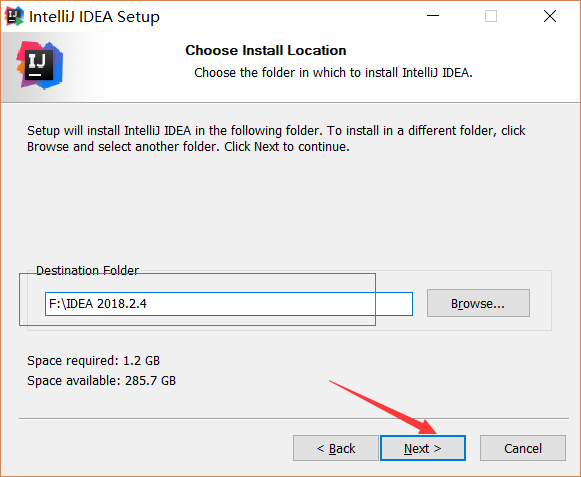 IntelliJ IDEA Setup
IJ
Choose Install Location
Choose the folder in which to install IntelliJ IDEA.
Setup will install IntelliJ IDEA in the following folder. To install in a different folder, click
Browse and select another folder. Click Next to continue.
Destination Folder
F:\IDEA 2018.2.4
Browse...
Space required: 1.2 GB
Space available: 285.7 GB
< Back
Next >
Cancel